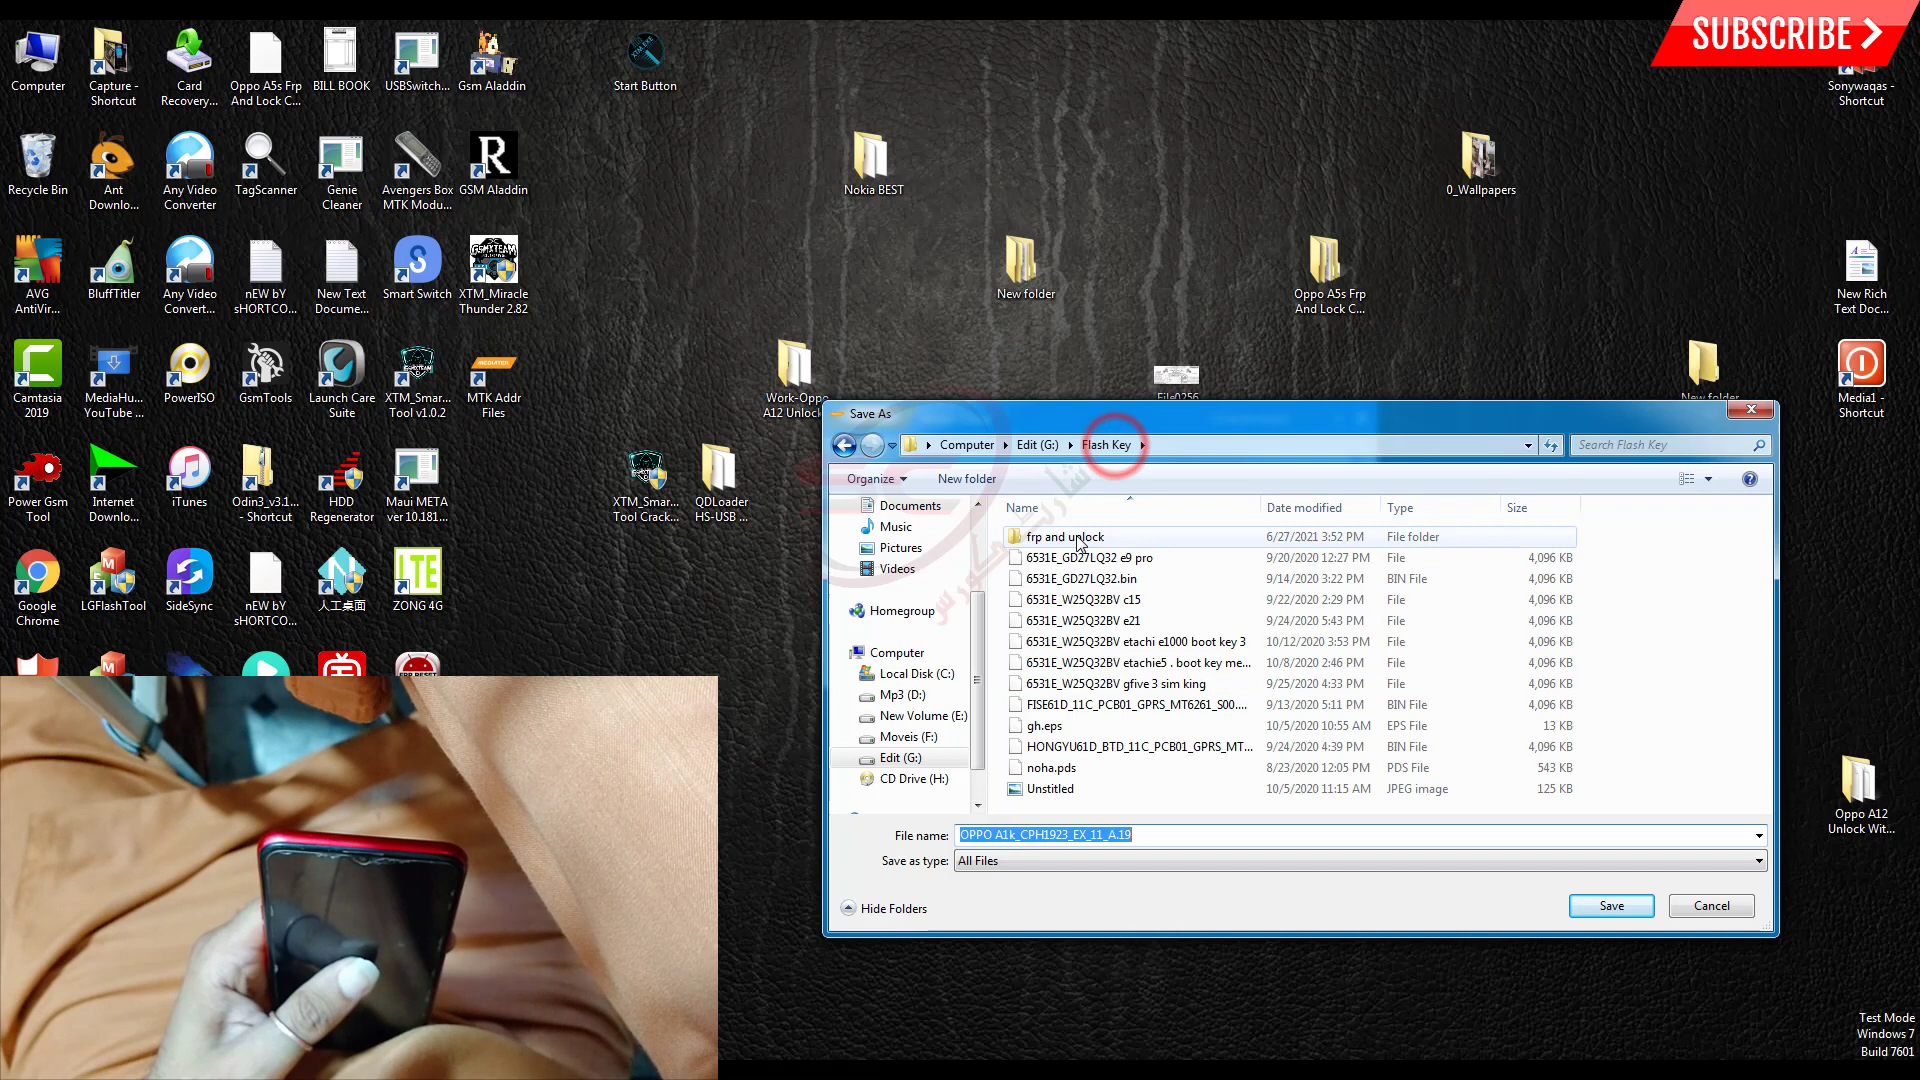 SUBSCRIBE
Computer
Capture -
Shortcut
Card
Recovery...
Oppo A5s Frp
And Lock C...
BILL BOOK
USBSwitch...
Gsm Aladdin
Start Button
Sonywaqas -
Shortcut
Recycle Bin
Ant
Downlo...
Any Video
Converter
TagScanner
Genie
Cleaner
Avengers Box
MTK Modu...
R
GSM Aladdin
Nokia BEST
0_Wallpapers
AVG
AntiVir...
BluffTitler
Any Video
Convert...
nEW bY
sHORTCO...
New Text
Docume...
Smart Switch
XTM_Miracle
Thunder 2.82
New folder
Oppo A5s Frp
And Lock C...
New Rich
Text Doc...
Camtasia
2019
MediaHu...
YouTube ...
PowerISO
GsmTools
Launch Care
Suite
XTM_Smar...
Tool v1.0.2
MEDIATEK
MTK Addr
Files
Work-Oppo
A12 Unlock
File0256
New folder
Media1 -
Shortcut
Power Gsm
Tool
Internet
Downlo...
iTunes
Odin3_v3.1...
- Shortcut
HDD
Regenerator
Maui META
ver 10.181...
XTM_Smar...
Tool Crack...
QDLoader
HS-USB ...
Google
Chrome
LGFlashTool
SideSync
nEW bY
sHORTCO...
人工桌面
LTE
ZONG 4G
Save As
Computer
Edit (G:)
Flash Key
Search Flash Key
Organize
New folder
Name
Date modified
Type
Size
Documents
Music
Pictures
Videos
Homegroup
Computer
Local Disk (C:)
Mp3 (D:)
New Volume (E:)
Moveis (F:)
Edit (G:)
CD Drive (H:)
frp and unlock 6/27/2021 3:52 PM File folder
6531E_GD27LQ32 e9 pro 9/20/2020 12:27 PM File 4,096 KB
6531E_GD27LQ32.bin 9/14/2020 3:22 PM BIN File 4,096 KB
6531E_W25Q32BV c15 9/22/2020 2:29 PM File 4,096 KB
6531E_W25Q32BV e21 9/24/2020 5:43 PM File 4,096 KB
6531E_W25Q32BV etachi e1000 boot key 3 10/12/2020 3:53 PM File 4,096 KB
6531E_W25Q32BV etachie5 . boot key me... 10/8/2020 2:46 PM File 4,096 KB
6531E_W25Q32BV gfive 3 sim king 9/25/2020 4:33 PM File 4,096 KB
FISE61D_11C_PCB01_GPRS_MT6261_S00.... 9/13/2020 5:11 PM BIN File 4,096 KB
gh.eps 10/5/2020 10:55 AM EPS File 13 KB
HONGYU61D_BTD_11C_PCB01_GPRS_MT... 9/24/2020 4:39 PM BIN File 4,096 KB
noha.pds 8/23/2020 12:05 PM PDS File 543 KB
Untitled 10/5/2020 11:15 AM JPEG image 125 KB
File name: OPPO A1k_CPH1923_EX_11_A.19
Save as type: All Files
Hide Folders
Save
Cancel
Oppo A12
Unlock Wit...
Test Mode
Windows 7
Build 7601